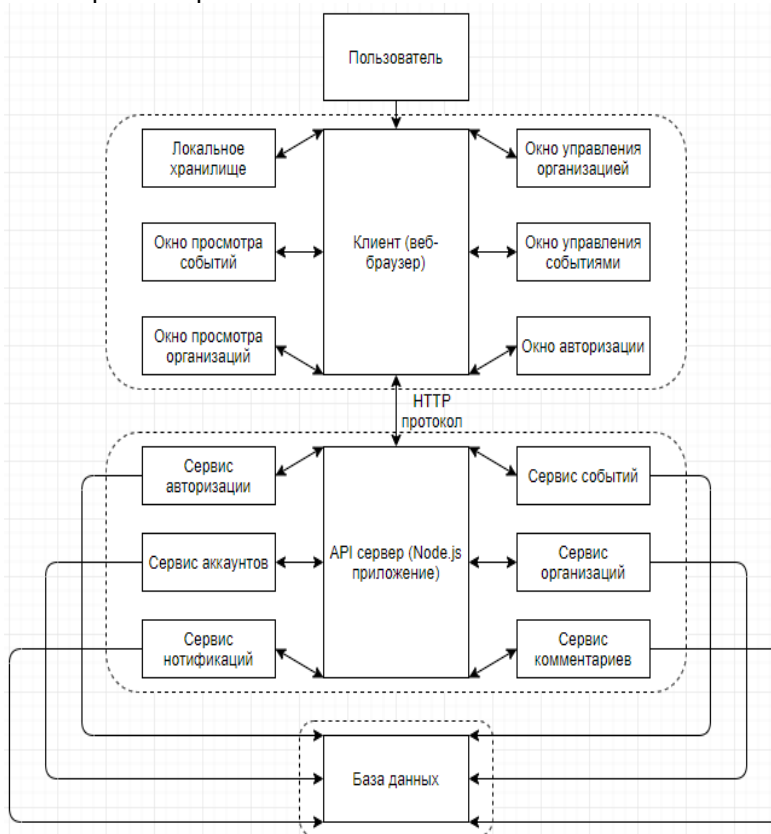 Пользователь
Локальное
хранилище
Окно управления
организацией
Окно просмотра
событий
Клиент (веб-
браузер)
Окно управления
событиями
Окно просмотра
организаций
Окно авторизации
HTTP
протокол
Сервис
авторизации
Сервис событий
Сервис аккаунтов
API сервер (Node.js
приложение)
Сервис
организаций
Сервис
нотификаций
Сервис
комментариев
База данных